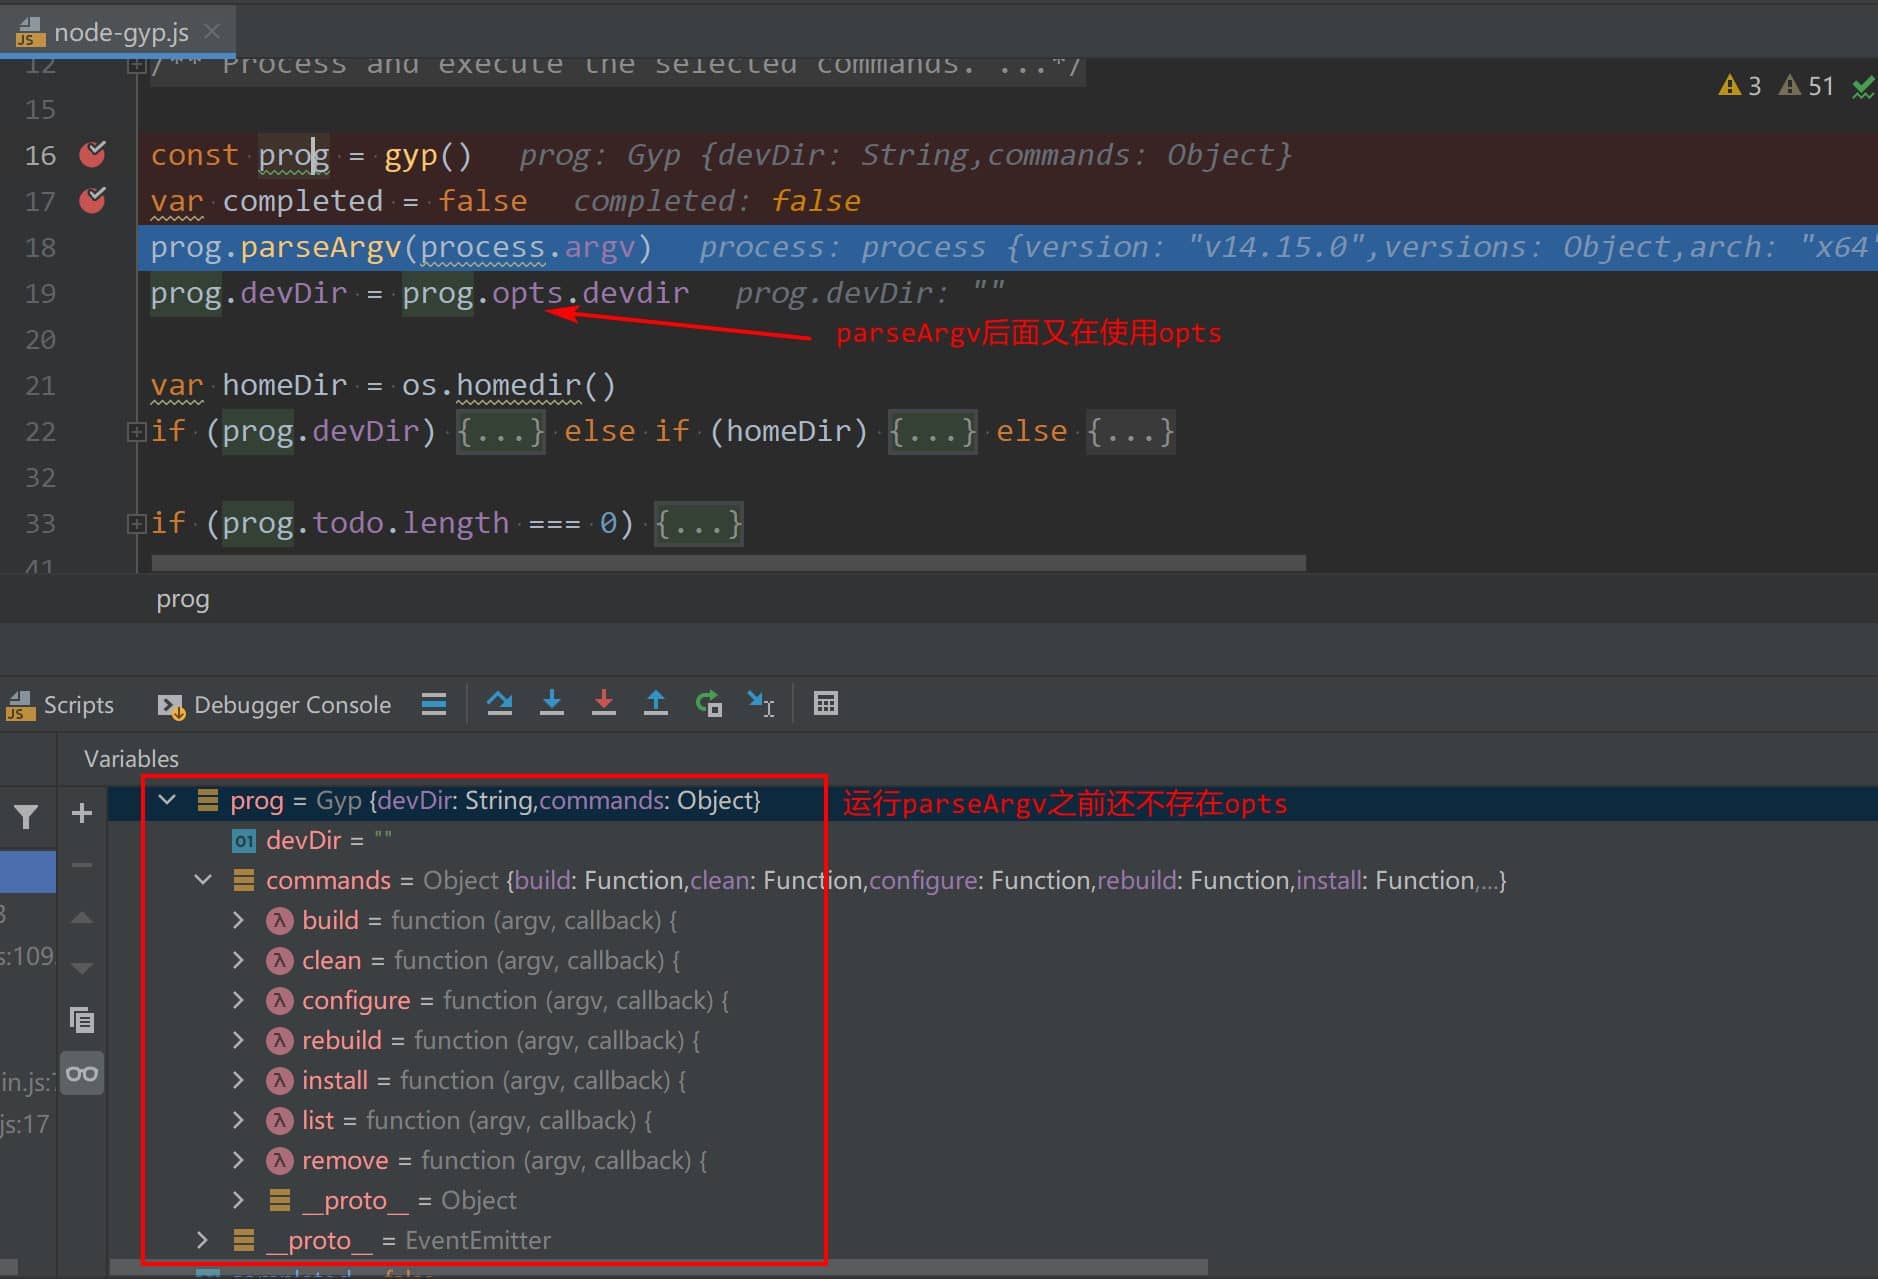 node-gyp.js
12 /** Process and execute the selected commands. ...*/
3 51
15
16 const prog = gyp() prog: Gyp {devDir: String,commands: Object}
17 var completed = false completed: false
18 prog.parseArgv(process.argv) process: process {version: "v14.15.0",versions: Object,arch: "x64"
19 prog.devDir = prog.opts.devdir prog.devDir: ""
parseArgv后面又在使用opts
20
21 var homeDir = os.homedir()
22 if (prog.devDir) {...} else if (homeDir) {...} else {...}
32
33 if (prog.todo.length === 0) {...}
41
prog
Scripts Debugger Console
Variables
prog = Gyp {devDir: String,commands: Object} 运行parseArgv之前还不存在opts
01 devDir = ""
commands = Object {build: Function,clean: Function,configure: Function,rebuild: Function,install: Function,...}
λ build = function (argv, callback) {
λ clean = function (argv, callback) {
s:109
λ configure = function (argv, callback) {
λ rebuild = function (argv, callback) {
λ install = function (argv, callback) {
in.js:
λ list = function (argv, callback) {
js:17
λ remove = function (argv, callback) {
__proto__ = Object
__proto__ = EventEmitter
completed = false